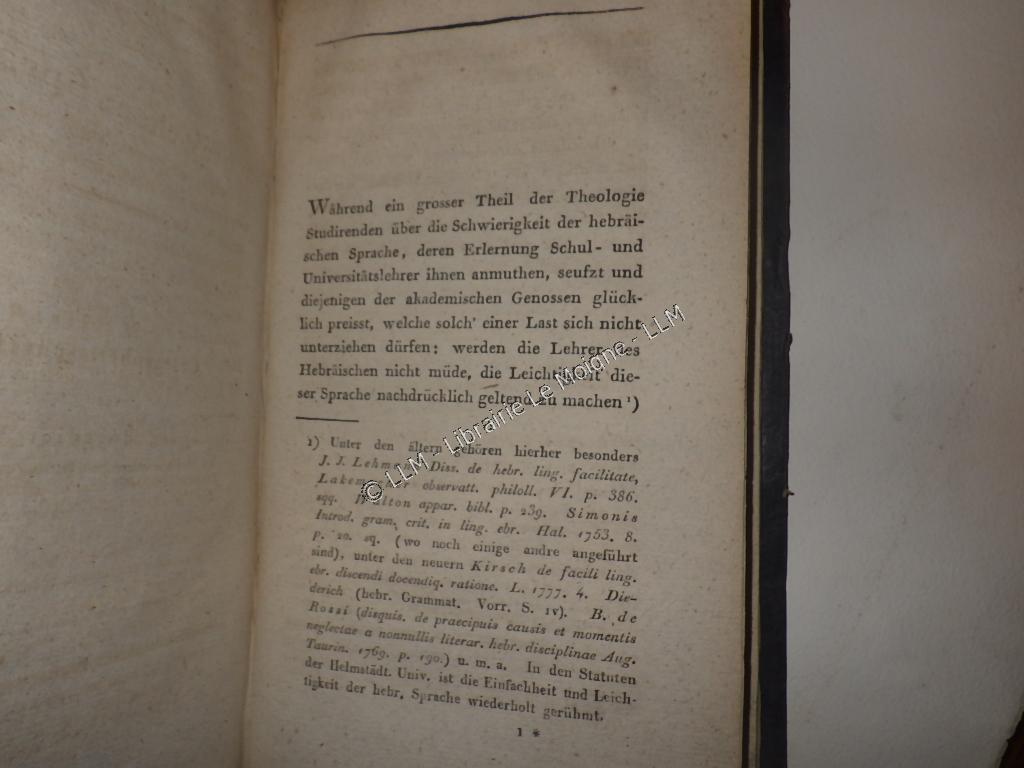 Während ein grosser Theil der Theologie
Studirenden über die Schwierigkeit der hebräi-
schen Sprache, deren Erlernung Schul- und
Universitätslehrer ihnen anmuthen, seufzt und
diejenigen der akademischen Genossen glück-
lich preisst, welche solch' einer Last sich nicht
unterziehen dürfen: werden die Lehrer des
Hebräischen nicht müde, die Leichtigkeit die-
ser Sprache nachdrücklich geltend zu machen ¹)
1) Unter den ältern gehören hierher besonders
J. J. Lehmann Diss. de hebr. ling. facilitate,
Lakemacher observatt. philoll. VI. p. 386.
sqq. Walton appar. bibl. p. 239. Simonis
Introd. gram. crit. in ling. ebr. Hal. 1753. 8.
p. 20. sq. (wo noch einige andre angeführt
sind), unter den neuern Kirsch de facili ling.
ebr. discendi docendiq. ratione. L. 1777. 4. Die-
derich (hebr. Grammat. Vorr. S. IV). B. de
Rossi (disquis. de praecipuis causis et momentis
neglectae a nonnullis literar. hebr. disciplinae Aug.
Taurin. 1769. p. 190.) u. m. a. In den Statuten
der Helmstädt. Univ. ist die Einfachheit und Leich-
tigkeit der hebr. Sprache wiederholt gerühmt.
1 *
© LLM - Librairie Le Moigne - LLM